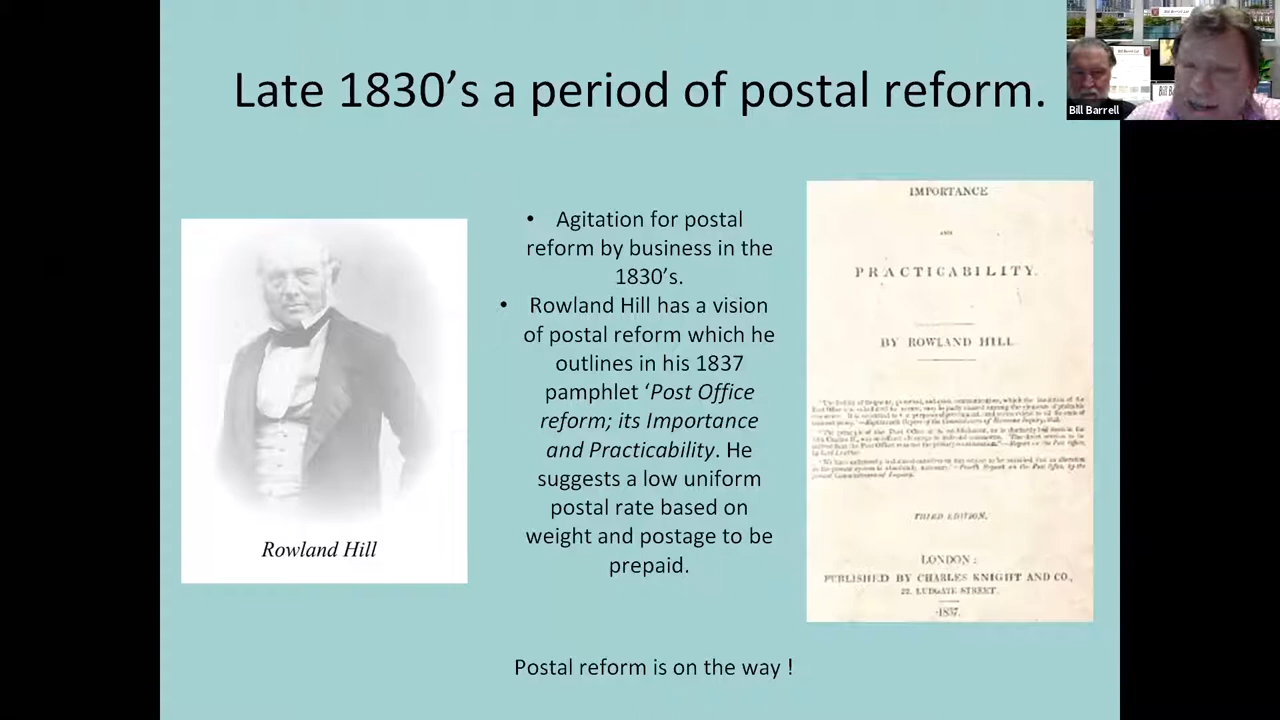 Late 1830’s a period of postal reform.
Bill Barrell
• Agitation for postal
reform by business in the
1830’s.
• Rowland Hill has a vision
of postal reform which he
outlines in his 1837
pamphlet ‘Post Office
reform; its Importance
and Practicability. He
suggests a low uniform
postal rate based on
weight and postage to be
prepaid.
Rowland Hill
IMPORTANCE
AND
PRACTICABILITY.
BY ROWLAND HILL
THIRD EDITION.
LONDON:
PUBLISHED BY CHARLES KNIGHT AND CO.,
22, LUDGATE STREET.
1837.
Postal reform is on the way !